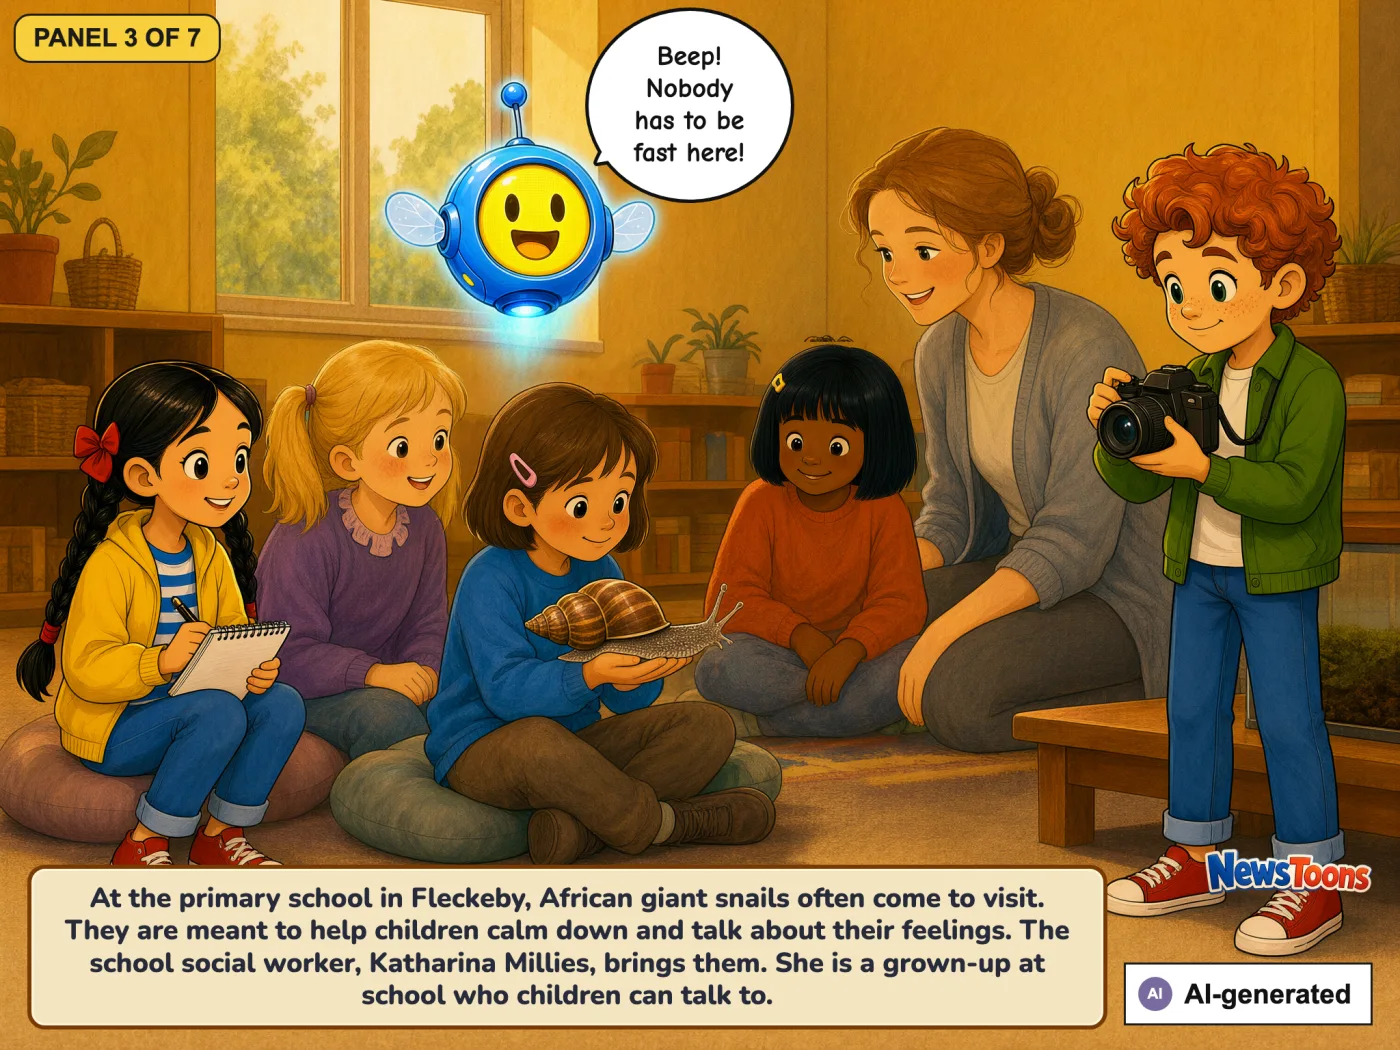 PANEL 3 OF 7
Beep!
Nobody
has to be
fast here!
At the primary school in Fleckeby, African giant snails often come to visit.
They are meant to help children calm down and talk about their feelings. The
school social worker, Katharina Millies, brings them. She is a grown-up at
school who children can talk to.
NewsToons
AI AI-generated